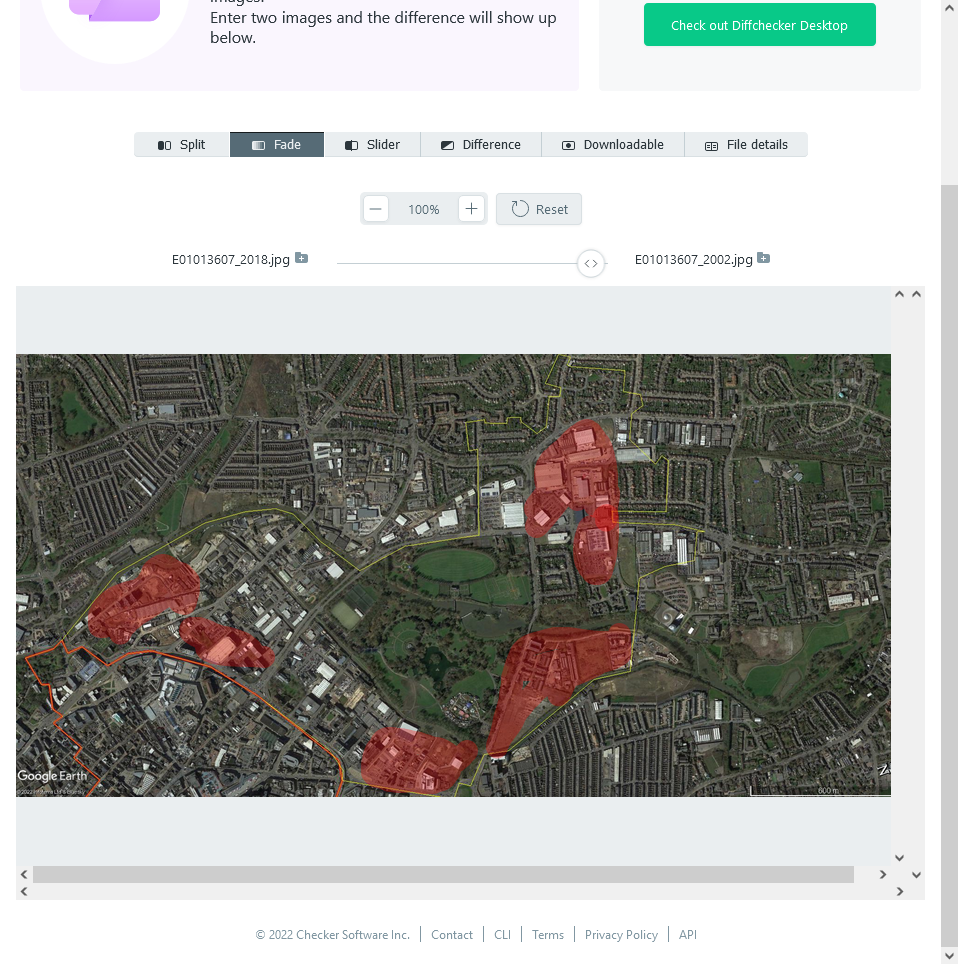 images.
Enter two images and the difference will show up
below.
Check out Diffchecker Desktop
Split
Fade
Slider
Difference
Downloadable
File details
100%
Reset
E01013607_2018.jpg
E01013607_2002.jpg
Google Earth
600 m
© 2022 Checker Software Inc.
Contact
CLI
Terms
Privacy Policy
API